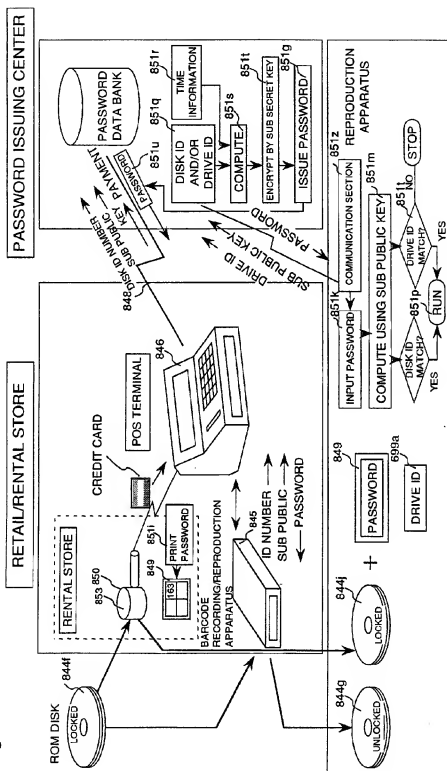 RETAIL/RENTAL STORE
PASSWORD ISSUING CENTER
ROM DISK
844f
LOCKED
RENTAL STORE
853
850
851i
849
163
PRINT
PASSWORD
CREDIT CARD
POS TERMINAL
846
848
BARCODE
RECORDING/REPRODUCTION
APPARATUS
845
ID NUMBER
SUB PUBLIC
PASSWORD
DISK ID NUMBER
SUB PUBLIC
KEY
PAYMENT
PASSWORD
851u
PASSWORD
DATA BANK
851r
TIME
INFORMATION
851q
DISK ID
AND/OR
DRIVE ID
851s
COMPUTE
851t
ENCRYPT BY SUB SECRET KEY
851g
ISSUE PASSWORD
DRIVE ID
SUB PUBLIC KEY
PASSWORD
REPRODUCTION
APPARATUS
851z
COMMUNICATION SECTION
851k
INPUT PASSWORD
851m
COMPUTE USING SUB PUBLIC KEY
DISK ID
MATCH?
YES
DRIVE ID
MATCH?
851t
NO
STOP
YES
851p
RUN
844g
UNLOCKED
844j
LOCKED
+
849
PASSWORD
699a
DRIVE ID